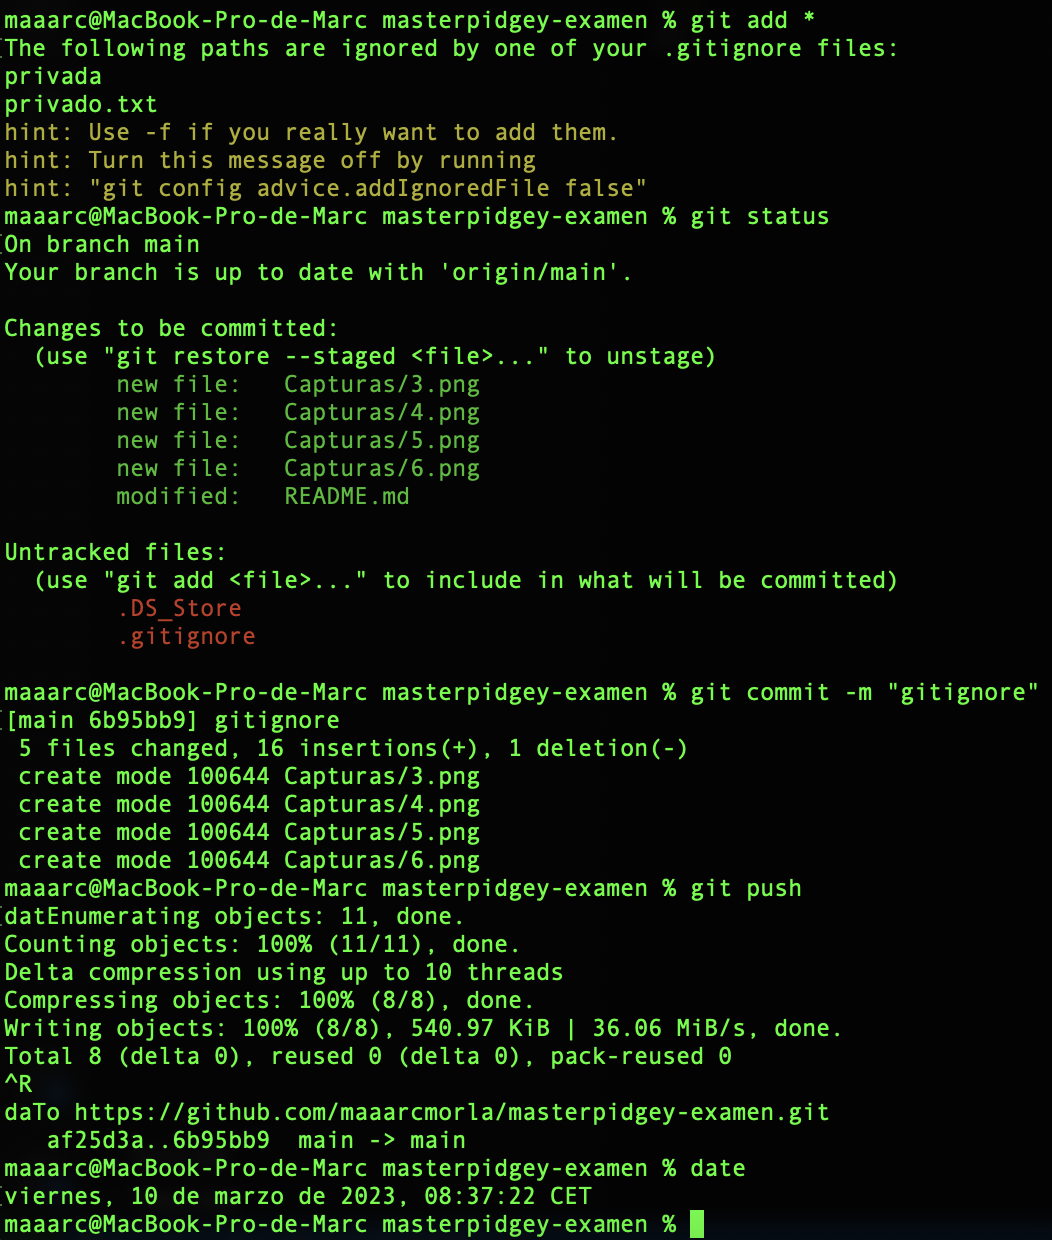 maaarc@MacBook-Pro-de-Marc masterpidgey-examen % git add *
[The following paths are ignored by one of your .gitignore files:
privada
privado.txt
hint: Use -f if you really want to add them.
hint: Turn this message off by running
hint: "git config advice.addIgnoredFile false"
maaarc@MacBook-Pro-de-Marc masterpidgey-examen % git status
[On branch main
Your branch is up to date with 'origin/main'.
Changes to be committed:
  (use "git restore --staged <file>..." to unstage)
        new file:   Capturas/3.png
        new file:   Capturas/4.png
        new file:   Capturas/5.png
        new file:   Capturas/6.png
        modified:   README.md
Untracked files:
  (use "git add <file>..." to include in what will be committed)
        .DS_Store
        .gitignore
maaarc@MacBook-Pro-de-Marc masterpidgey-examen % git commit -m "gitignore"
[[main 6b95bb9] gitignore
 5 files changed, 16 insertions(+), 1 deletion(-)
 create mode 100644 Capturas/3.png
 create mode 100644 Capturas/4.png
 create mode 100644 Capturas/5.png
 create mode 100644 Capturas/6.png
maaarc@MacBook-Pro-de-Marc masterpidgey-examen % git push
[datEnumerating objects: 11, done.
Counting objects: 100% (11/11), done.
Delta compression using up to 10 threads
Compressing objects: 100% (8/8), done.
Writing objects: 100% (8/8), 540.97 KiB | 36.06 MiB/s, done.
Total 8 (delta 0), reused 0 (delta 0), pack-reused 0
^R
daTo https://github.com/maaarcmorla/masterpidgey-examen.git
   af25d3a..6b95bb9  main -> main
maaarc@MacBook-Pro-de-Marc masterpidgey-examen % date
[viernes, 10 de marzo de 2023, 08:37:22 CET
maaarc@MacBook-Pro-de-Marc masterpidgey-examen %